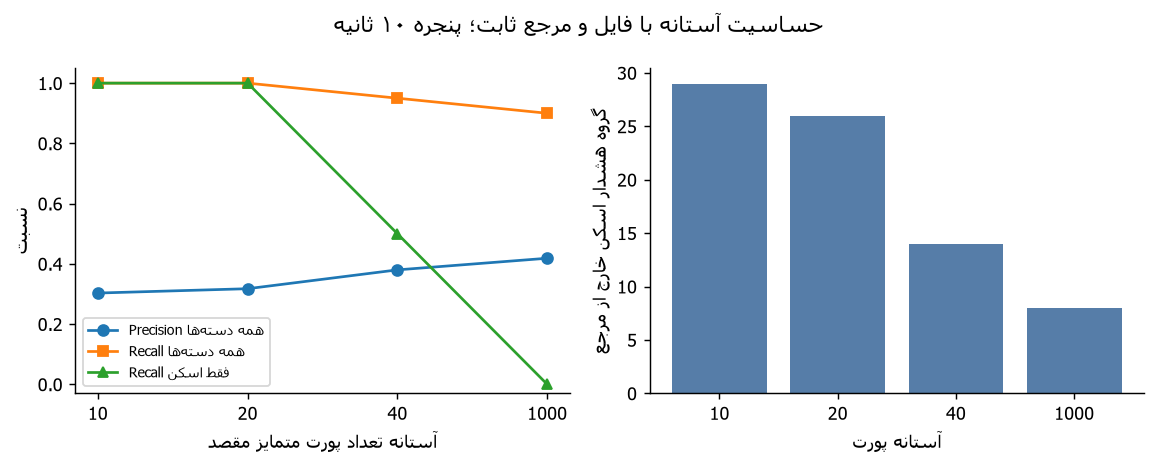 حساسیت آستانه با فایل و مرجع ثابت؛ پنجره ۱۰ ثانیه
نسبت
1.0
0.8
0.6
0.4
0.2
0.0
Precision همه دسته‌ها
Recall همه دسته‌ها
Recall فقط اسکن
10 20 40 1000
آستانه تعداد پورت متمایز مقصد
گروه هشدار اسکن خارج از مرجع
30
25
20
15
10
5
0
10 20 40 1000
آستانه پورت